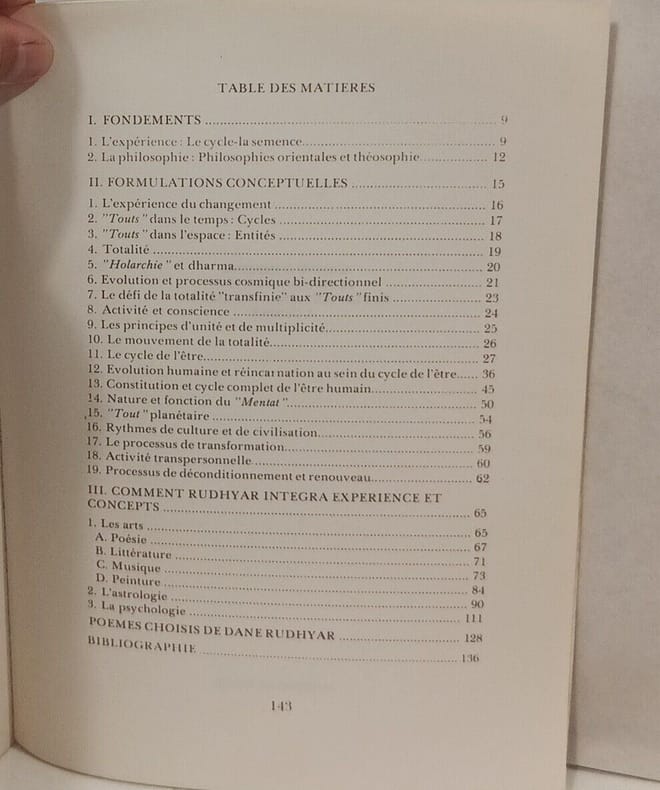 TABLE DES MATIERES
I. FONDEMENTS ........ 9
1. L'expérience : Le cycle-la semence........ 9
2. La philosophie : Philosophies orientales et théosophie........ 12
II. FORMULATIONS CONCEPTUELLES ........ 15
1. L'expérience du changement ........ 16
2. "Touts" dans le temps : Cycles ........ 17
3. "Touts" dans l'espace : Entités ........ 18
4. Totalité ........ 19
5. "Holarchie" et dharma........ 20
6. Evolution et processus cosmique bi-directionnel ........ 21
7. Le défi de la totalité "transfinie" aux "Touts" finis ........ 23
8. Activité et conscience ........ 24
9. Les principes d'unité et de multiplicité........ 25
10. Le mouvement de la totalité........ 26
11. Le cycle de l'être........ 27
12. Evolution humaine et réincarnation au sein du cycle de l'être...... 36
13. Constitution et cycle complet de l'être humain........ 45
14. Nature et fonction du "Mentat"........ 50
15. "Tout" planétaire ........ 54
16. Rythmes de culture et de civilisation........ 56
17. Le processus de transformation........ 59
18. Activité transpersonnelle........ 60
19. Processus de déconditionnement et renouveau........ 62
III. COMMENT RUDHYAR INTEGRA EXPERIENCE ET
CONCEPTS ........ 65
1. Les arts ........ 65
A. Poésie ........ 67
B. Littérature ........ 71
C. Musique ........ 73
D. Peinture ........ 84
2. L'astrologie ........ 90
3. La psychologie ........ 111
POEMES CHOISIS DE DANE RUDHYAR ........ 128
BIBLIOGRAPHIE ........ 136
143